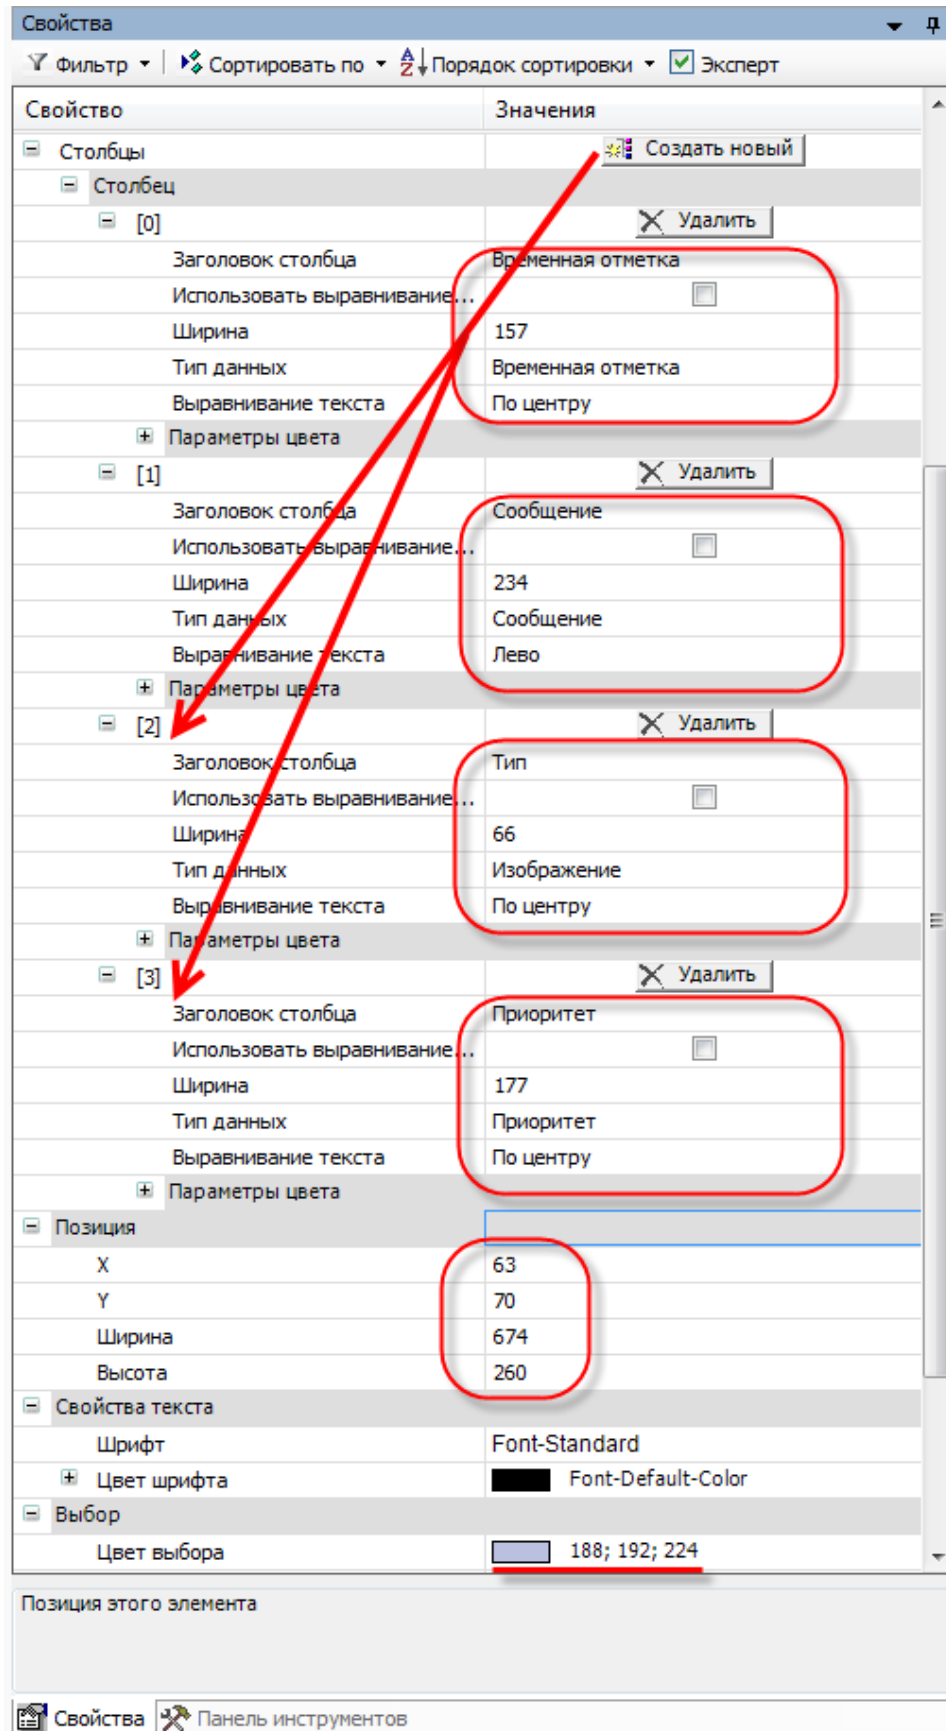 Свойства
Фильтр Сортировать по Порядок сортировки Эксперт
Свойство Значения
Столбцы Создать новый
Столбец
[0] Удалить
Заголовок столбца Временная отметка
Использовать выравнивание...
Ширина 157
Тип данных Временная отметка
Выравнивание текста По центру
Параметры цвета
[1] Удалить
Заголовок столбца Сообщение
Использовать выравнивание...
Ширина 234
Тип данных Сообщение
Выравнивание текста Лево
Параметры цвета
[2] Удалить
Заголовок столбца Тип
Использовать выравнивание...
Ширина 66
Тип данных Изображение
Выравнивание текста По центру
Параметры цвета
[3] Удалить
Заголовок столбца Приоритет
Использовать выравнивание...
Ширина 177
Тип данных Приоритет
Выравнивание текста По центру
Параметры цвета
Позиция
X 63
Y 70
Ширина 674
Высота 260
Свойства текста
Шрифт Font-Standard
Цвет шрифта Font-Default-Color
Выбор
Цвет выбора 188; 192; 224
Позиция этого элемента
Свойства Панель инструментов